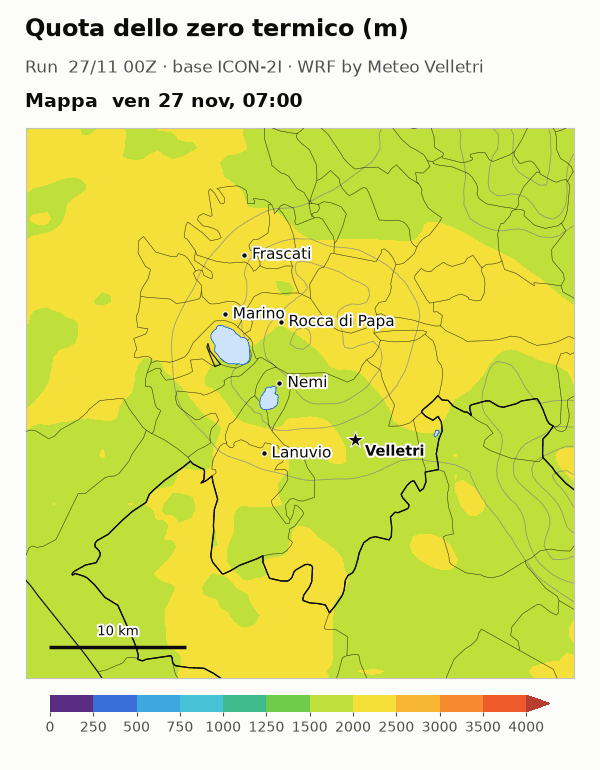 Quota dello zero termico (m)
Run  27/11 00Z · base ICON-2I · WRF by Meteo Velletri
Mappa  ven 27 nov, 07:00
Frascati
Marino
Rocca di Papa
Nemi
Velletri
Lanuvio
10 km
0 250 500 750 1000 1250 1500 2000 2500 3000 3500 4000